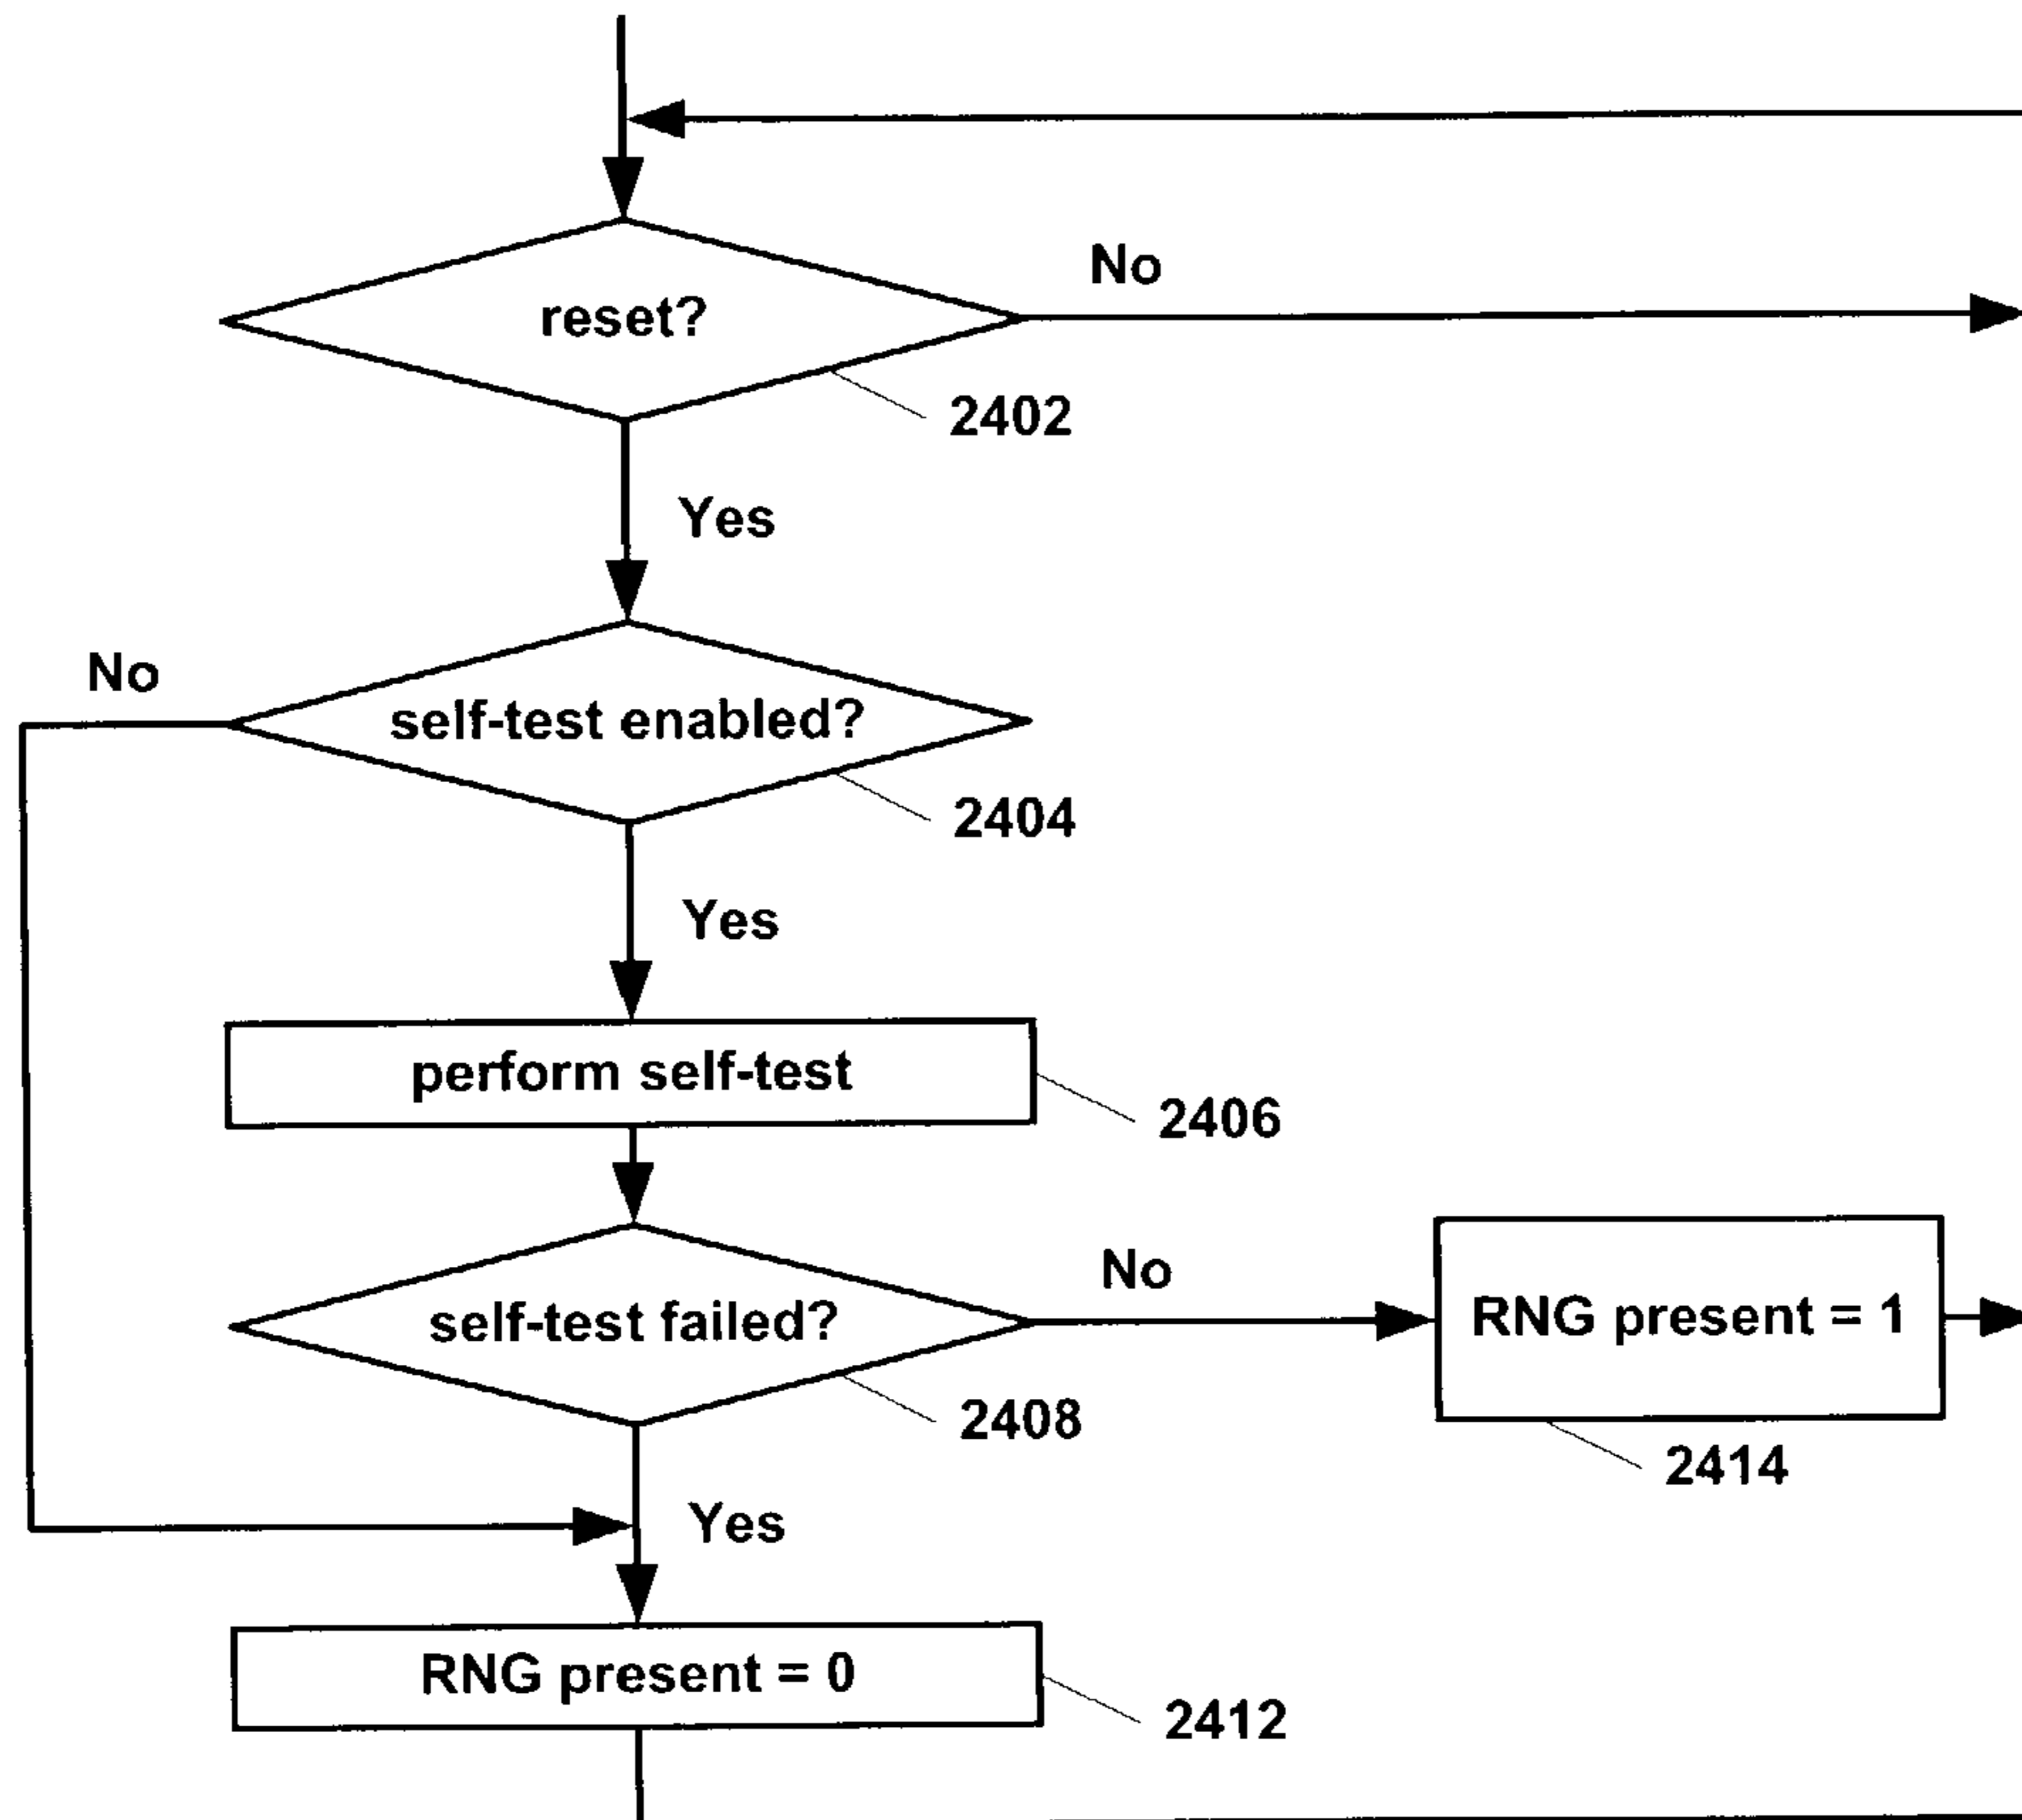 No
reset?
2402
Yes
No
self-test enabled?
2404
Yes
perform self-test
2406
No
self-test failed?
RNG present = 1
2408
2414
Yes
RNG present = 0
2412